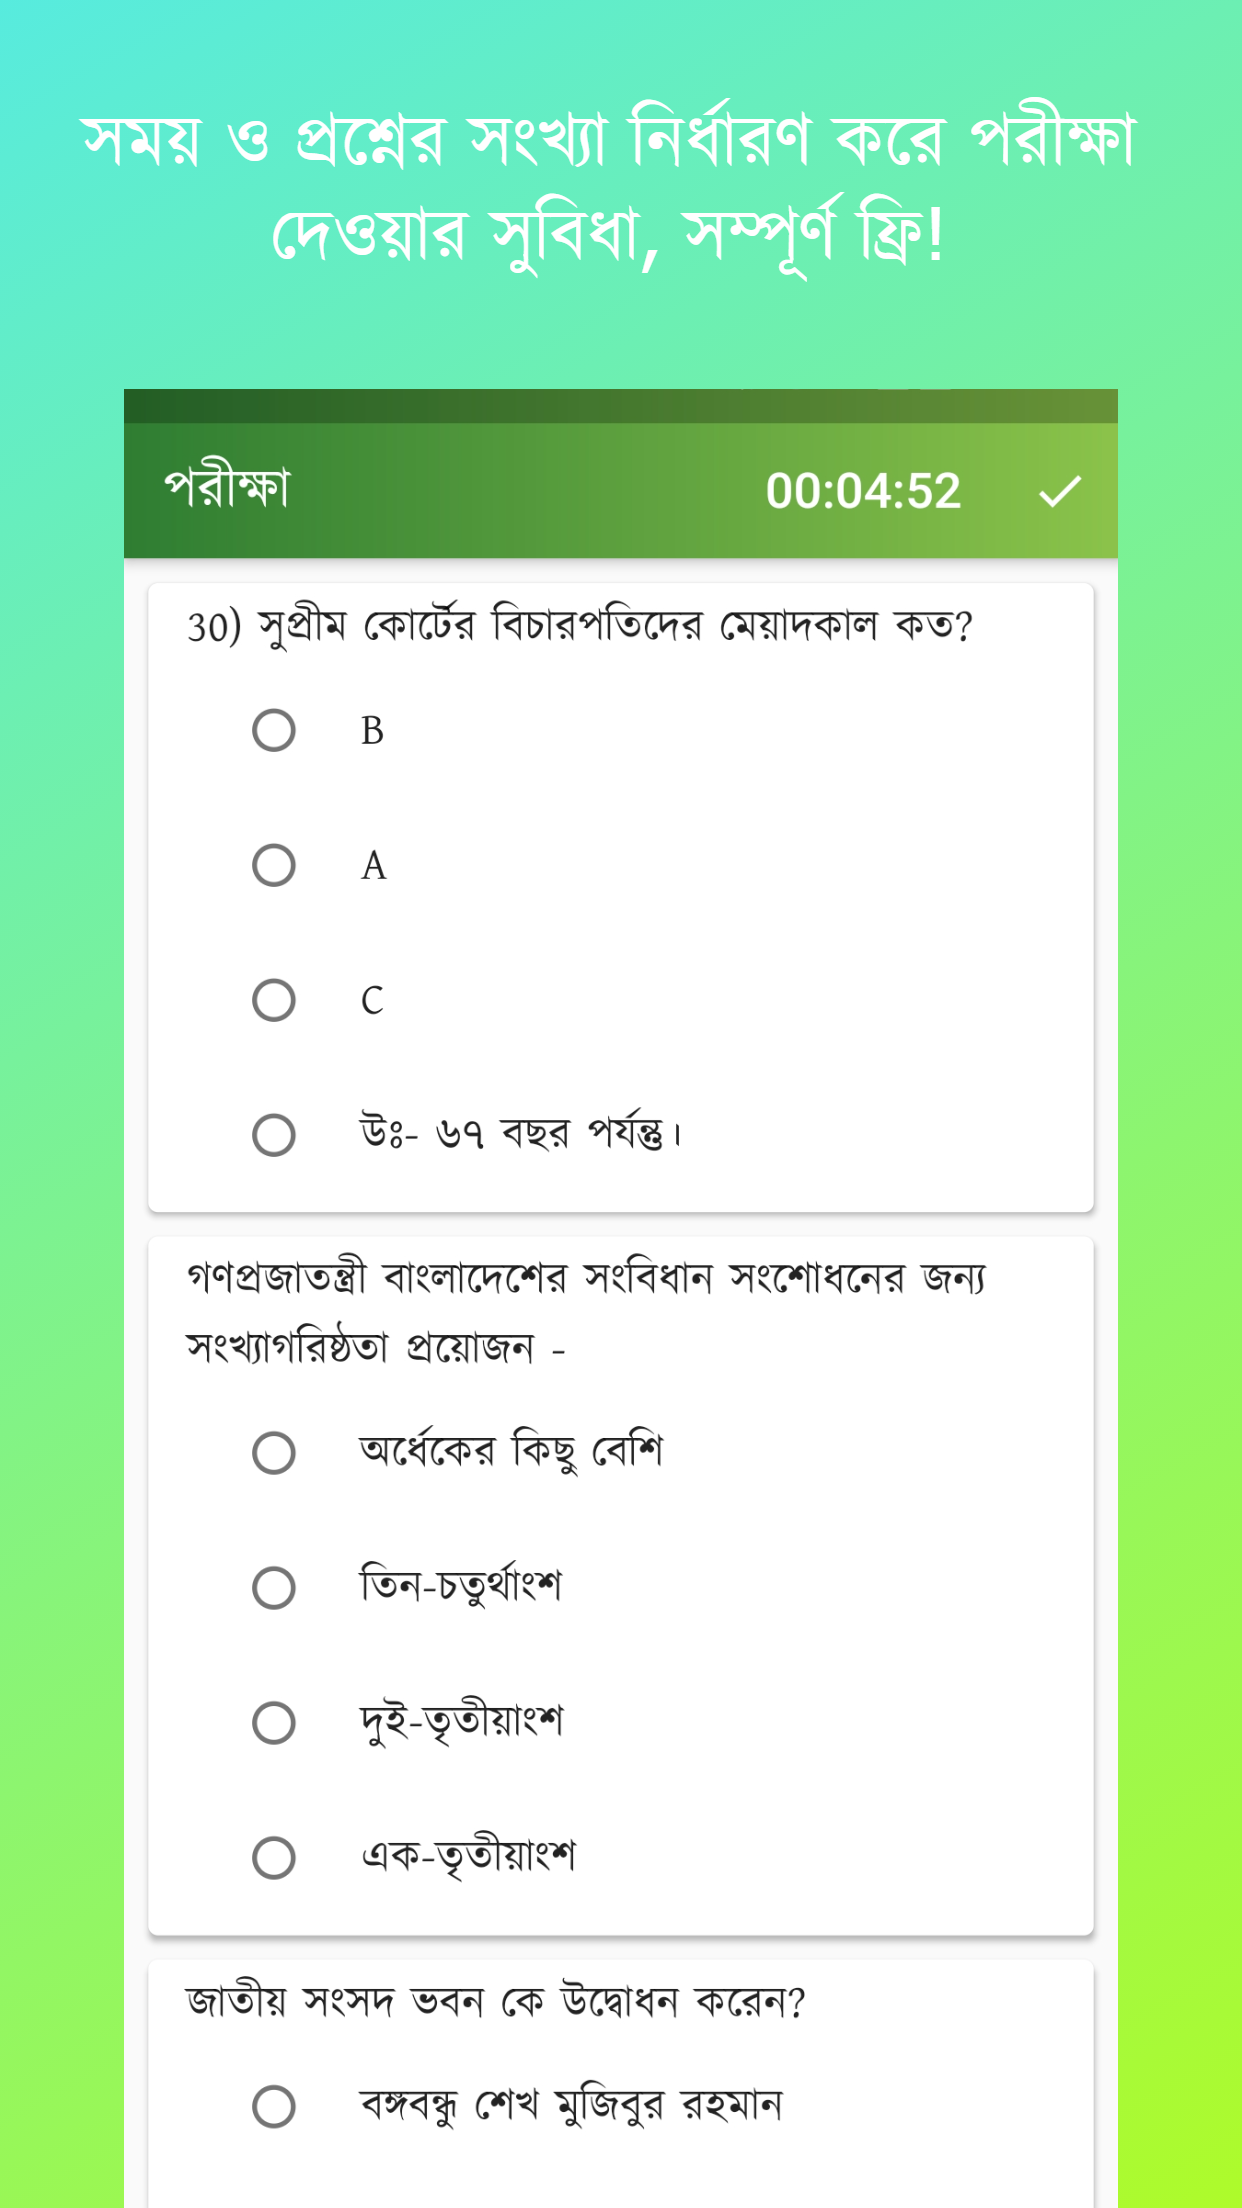 সময় ও প্রশ্নের সংখ্যা নির্ধারণ করে পরীক্ষা
দেওয়ার সুবিধা, সম্পূর্ণ ফ্রি!
পরীক্ষা 00:04:52
30) সুপ্রীম কোর্টের বিচারপতিদের মেয়াদকাল কত?
B
A
C
উঃ- ৬৭ বছর পর্যন্তু।
গণপ্রজাতন্ত্রী বাংলাদেশের সংবিধান সংশোধনের জন্য
সংখ্যাগরিষ্ঠতা প্রয়োজন -
অর্ধেকের কিছু বেশি
তিন-চতুর্থাংশ
দুই-তৃতীয়াংশ
এক-তৃতীয়াংশ
জাতীয় সংসদ ভবন কে উদ্বোধন করেন?
বঙ্গবন্ধু শেখ মুজিবুর রহমান